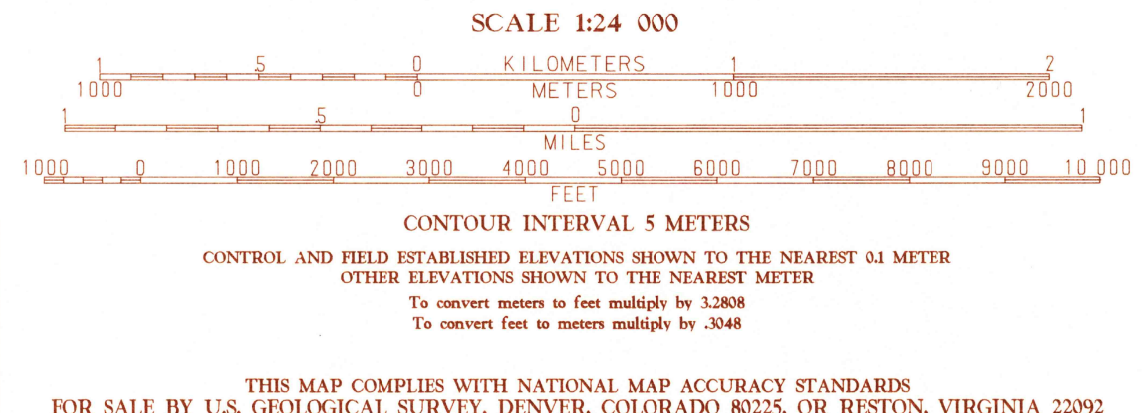 SCALE 1:24 000
1 .5 0 KILOMETERS 1 2
1000 0 METERS 1000 2000
1 .5 0 1
MILES
1000 0 1000 2000 3000 4000 5000 6000 7000 8000 9000 10 000
FEET
CONTOUR INTERVAL 5 METERS
CONTROL AND FIELD ESTABLISHED ELEVATIONS SHOWN TO THE NEAREST 0.1 METER
OTHER ELEVATIONS SHOWN TO THE NEAREST METER
To convert meters to feet multiply by 3.2808
To convert feet to meters multiply by .3048
THIS MAP COMPLIES WITH NATIONAL MAP ACCURACY STANDARDS
FOR SALE BY U.S. GEOLOGICAL SURVEY, DENVER, COLORADO 80225, OR RESTON, VIRGINIA 22092